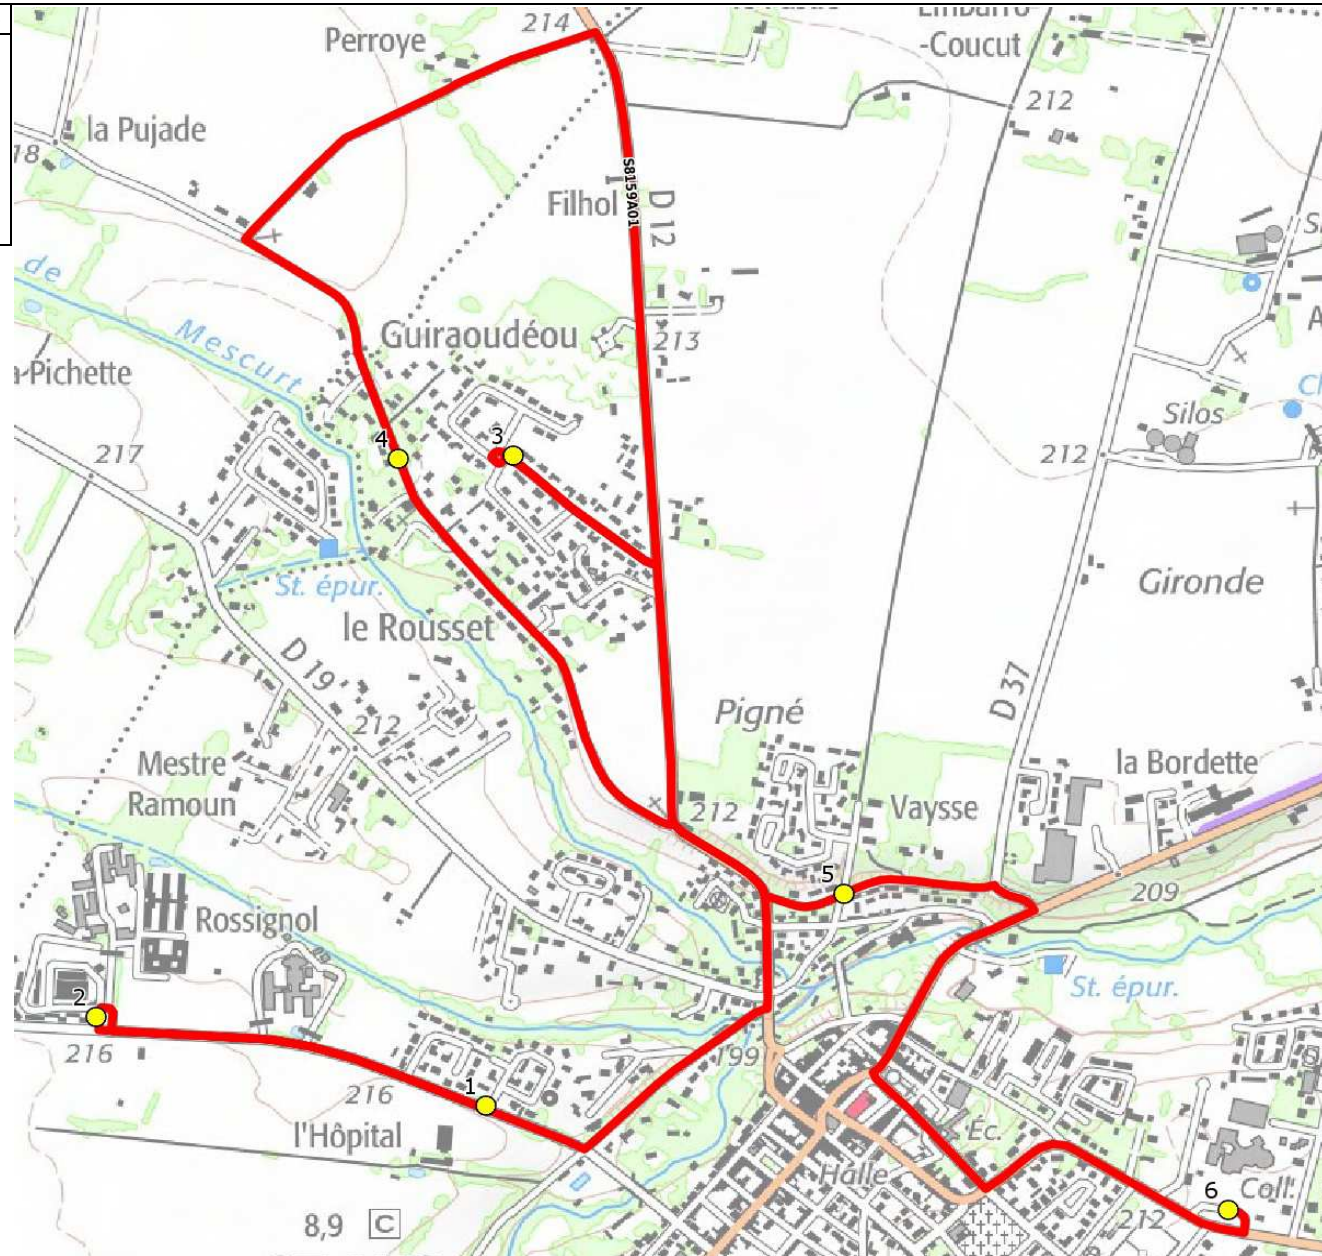 214
Perroye
-Coucut
212
la Pujade
18
S8159A01
Filhol
D 12
de
Mescurt
Guiraoudéou
213
Pichette
Silos
4
3
217
212
St. épur.
Gironde
le Rousset
D 19
D 37
Pigné
212
Mestre
Ramoun
la Bordette
212
Vaysse
5
209
Rossignol
2
St. épur.
216
199
216
1
l'Hôpital
Éc.
Halle
6
Coll.
8,9 C
212